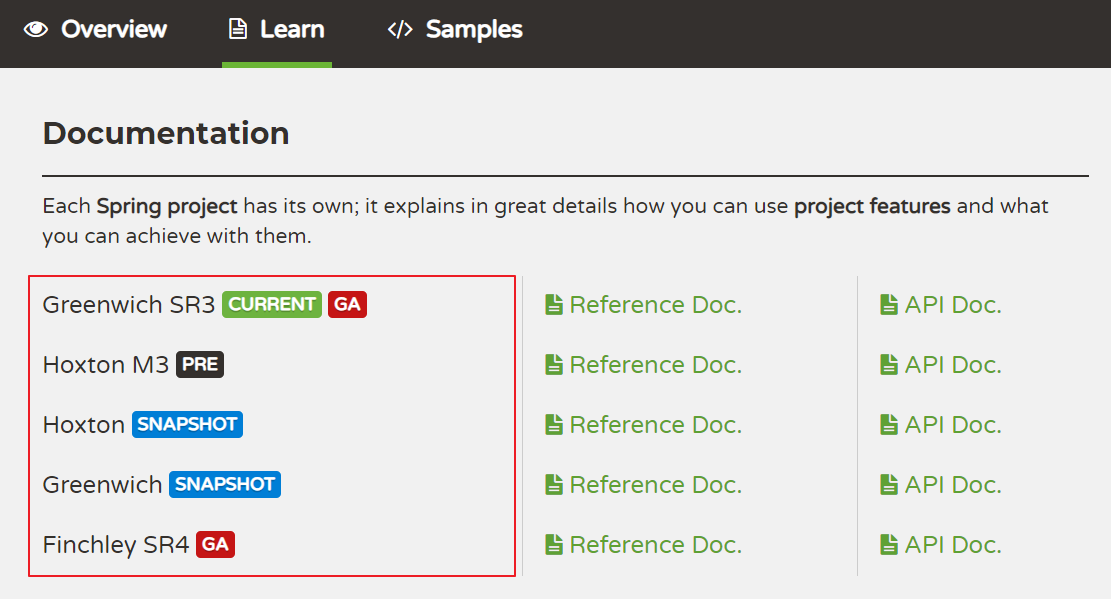 Overview Learn Samples
Documentation
Each Spring project has its own; it explains in great details how you can use project features and what
you can achieve with them.
Greenwich SR3 CURRENT GA Reference Doc. API Doc.
Hoxton M3 PRE Reference Doc. API Doc.
Hoxton SNAPSHOT Reference Doc. API Doc.
Greenwich SNAPSHOT Reference Doc. API Doc.
Finchley SR4 GA Reference Doc. API Doc.